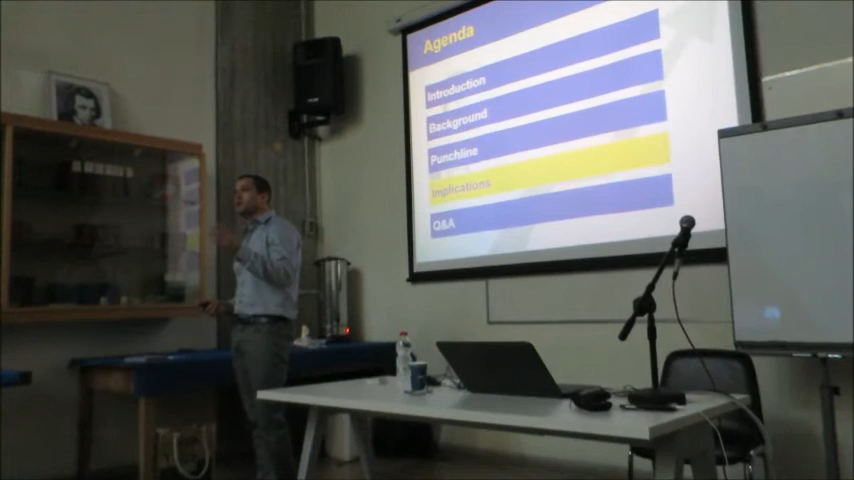 Agenda
Introduction
Background
Punchline
Implications
Q&A